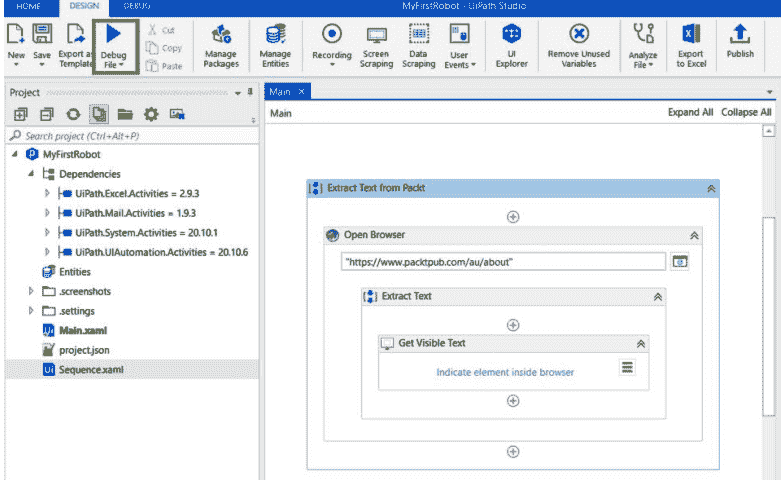 MyFirstRobot - UiPath Studio
HOME DESIGN DEBUG
New Save Export as Template Debug File Cut Copy Paste Manage Packages Manage Entities Recording Screen Scraping Data Scraping User Events UI Explorer Remove Unused Variables Analyze File Export to Excel Publish
Project
Main
Search project (Ctrl+Alt+P)
Main Expand All Collapse All
MyFirstRobot
Dependencies
UiPath.Excel.Activities = 2.9.3
UiPath.Mail.Activities = 1.9.3
UiPath.System.Activities = 20.10.1
UiPath.UIAutomation.Activities = 20.10.6
Entities
.screenshots
.settings
Main.xaml
project.json
Sequence.xaml
Extract Text from Packt
Open Browser
"https://www.packtpub.com/au/about"
Extract Text
Get Visible Text
Indicate element inside browser